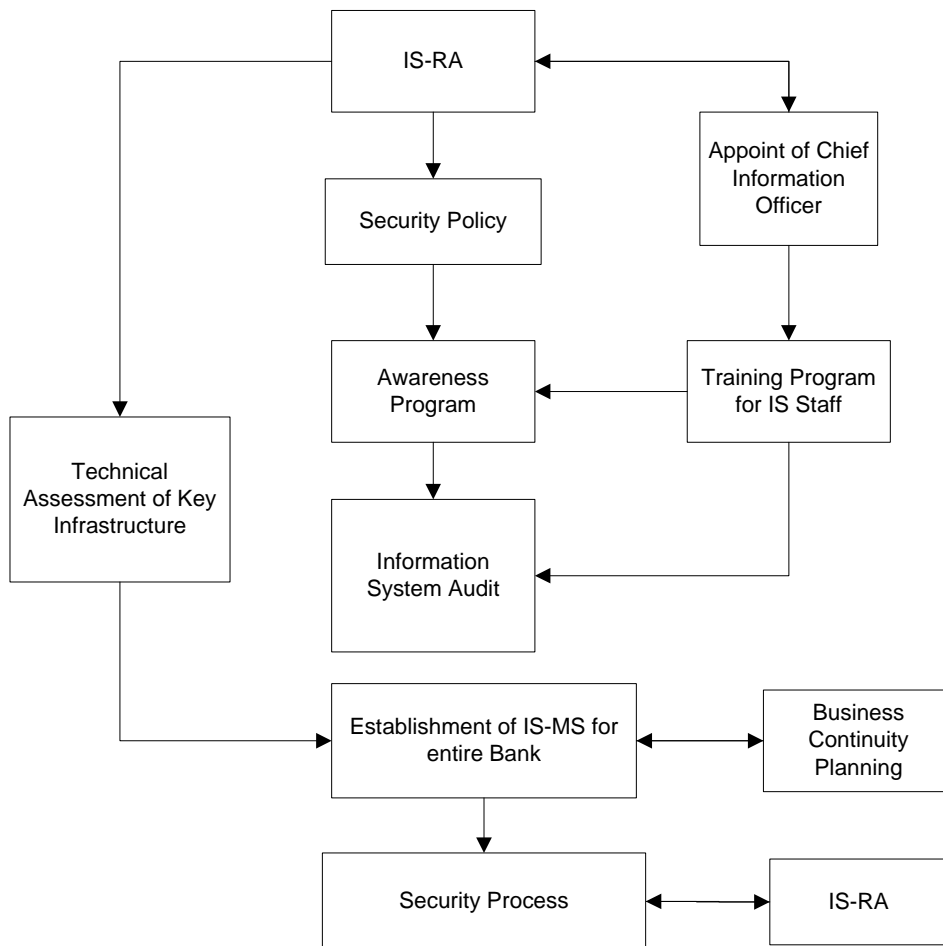 IS-RA
Appoint of Chief
Information
Officer
Security Policy
Awareness
Program
Training Program
for IS Staff
Technical
Assessment of Key
Infrastructure
Information
System Audit
Establishment of IS-MS for
entire Bank
Business
Continuity
Planning
Security Process
IS-RA